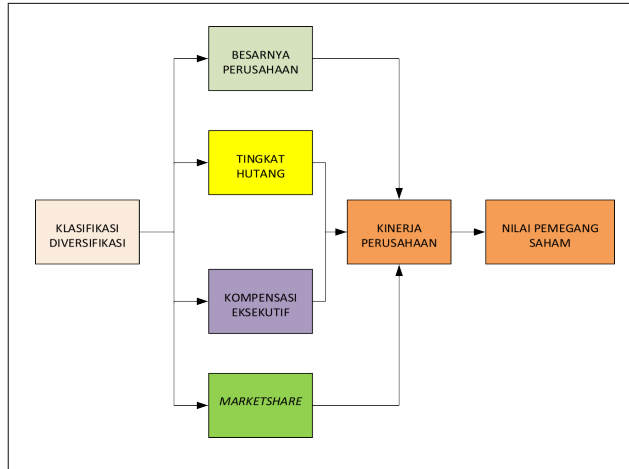 BESARNYA
PERUSAHAAN
TINGKAT
HUTANG
KLASIFIKASI
DIVERSIFIKASI
KINERJA
PERUSAHAAN
NILAI PEMEGANG
SAHAM
KOMPENSASI
EKSEKUTIF
MARKETSHARE